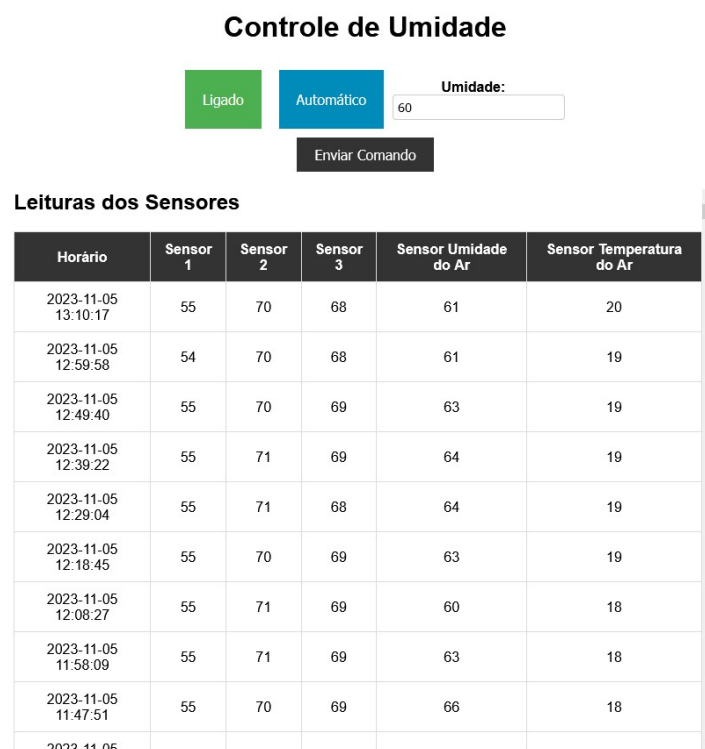 Controle de Umidade
Ligado
Automático
Umidade:
60
Enviar Comando
Leituras dos Sensores
Horário Sensor 1 Sensor 2 Sensor 3 Sensor Umidade do Ar Sensor Temperatura do Ar
2023-11-05 13:10:17 55 70 68 61 20
2023-11-05 12:59:58 54 70 68 61 19
2023-11-05 12:49:40 55 70 69 63 19
2023-11-05 12:39:22 55 71 69 64 19
2023-11-05 12:29:04 55 71 68 64 19
2023-11-05 12:18:45 55 70 69 63 19
2023-11-05 12:08:27 55 71 69 60 18
2023-11-05 11:58:09 55 71 69 63 18
2023-11-05 11:47:51 55 70 69 66 18
2023-11-05